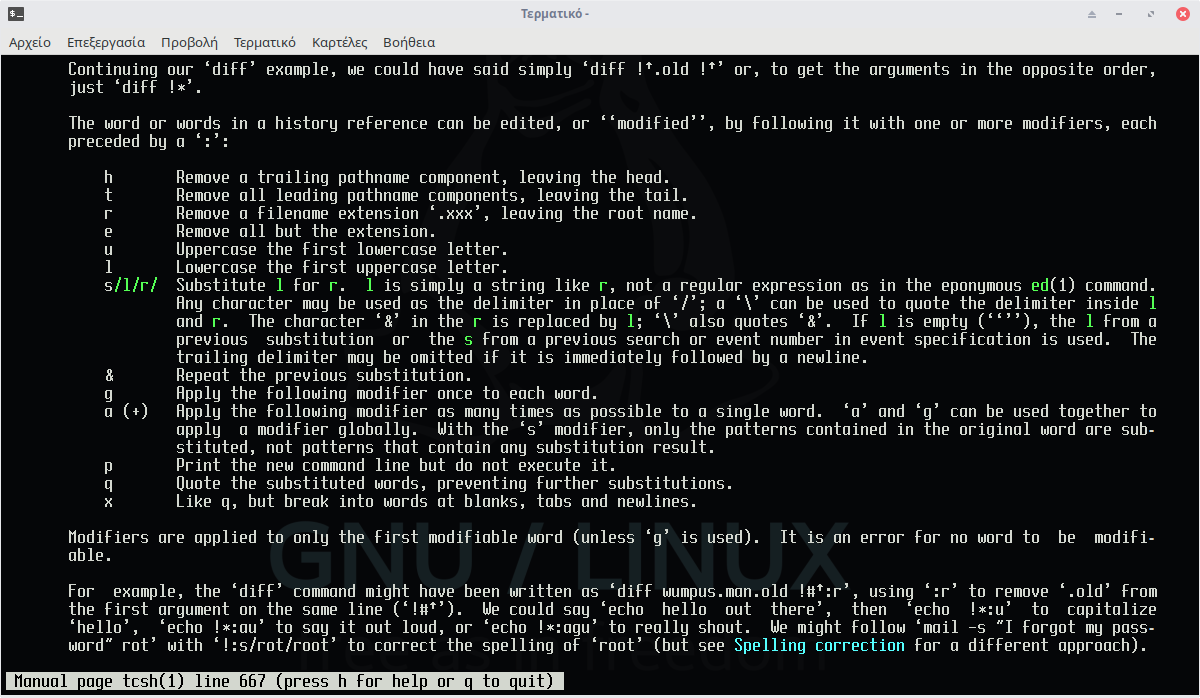 Τερματικό -
Αρχείο Επεξεργασία Προβολή Τερματικό Καρτέλες Βοήθεια
Continuing our ‘diff’ example, we could have said simply ‘diff !↑.old !↑’ or, to get the arguments in the opposite order,
just ‘diff !*’.
The word or words in a history reference can be edited, or ‘‘modified’’, by following it with one or more modifiers, each
preceded by a ‘:’:
h Remove a trailing pathname component, leaving the head.
t Remove all leading pathname components, leaving the tail.
r Remove a filename extension ‘.xxx’, leaving the root name.
e Remove all but the extension.
u Uppercase the first lowercase letter.
l Lowercase the first uppercase letter.
s/l/r/ Substitute l for r. l is simply a string like r, not a regular expression as in the eponymous ed(1) command.
Any character may be used as the delimiter in place of ‘/’; a ‘\’ can be used to quote the delimiter inside l
and r. The character ‘&’ in the r is replaced by l; ‘\’ also quotes ‘&’. If l is empty (‘‘’’), the l from a
previous substitution or the s from a previous search or event number in event specification is used. The
trailing delimiter may be omitted if it is immediately followed by a newline.
& Repeat the previous substitution.
g Apply the following modifier once to each word.
a (+) Apply the following modifier as many times as possible to a single word. ‘a’ and ‘g’ can be used together to
apply a modifier globally. With the ‘s’ modifier, only the patterns contained in the original word are sub-
stituted, not patterns that contain any substitution result.
p Print the new command line but do not execute it.
q Quote the substituted words, preventing further substitutions.
x Like q, but break into words at blanks, tabs and newlines.
GNU / LINUX
Modifiers are applied to only the first modifiable word (unless ‘g’ is used). It is an error for no word to be modifi-
able.
For example, the ‘diff’ command might have been written as ‘diff wumpus.man.old !#↑:r’, using ‘:r’ to remove ‘.old’ from
the first argument on the same line (‘!#↑’). We could say ‘echo hello out there’, then ‘echo !*:u’ to capitalize
‘hello’, ‘echo !*:au’ to say it out loud, or ‘echo !*:agu’ to really shout. We might follow ‘mail -s "I forgot my pass-
word" rot’ with ‘!:s/rot/root’ to correct the spelling of ‘root’ (but see Spelling correction for a different approach).
free as in freedom
Manual page tcsh(1) line 667 (press h for help or q to quit)